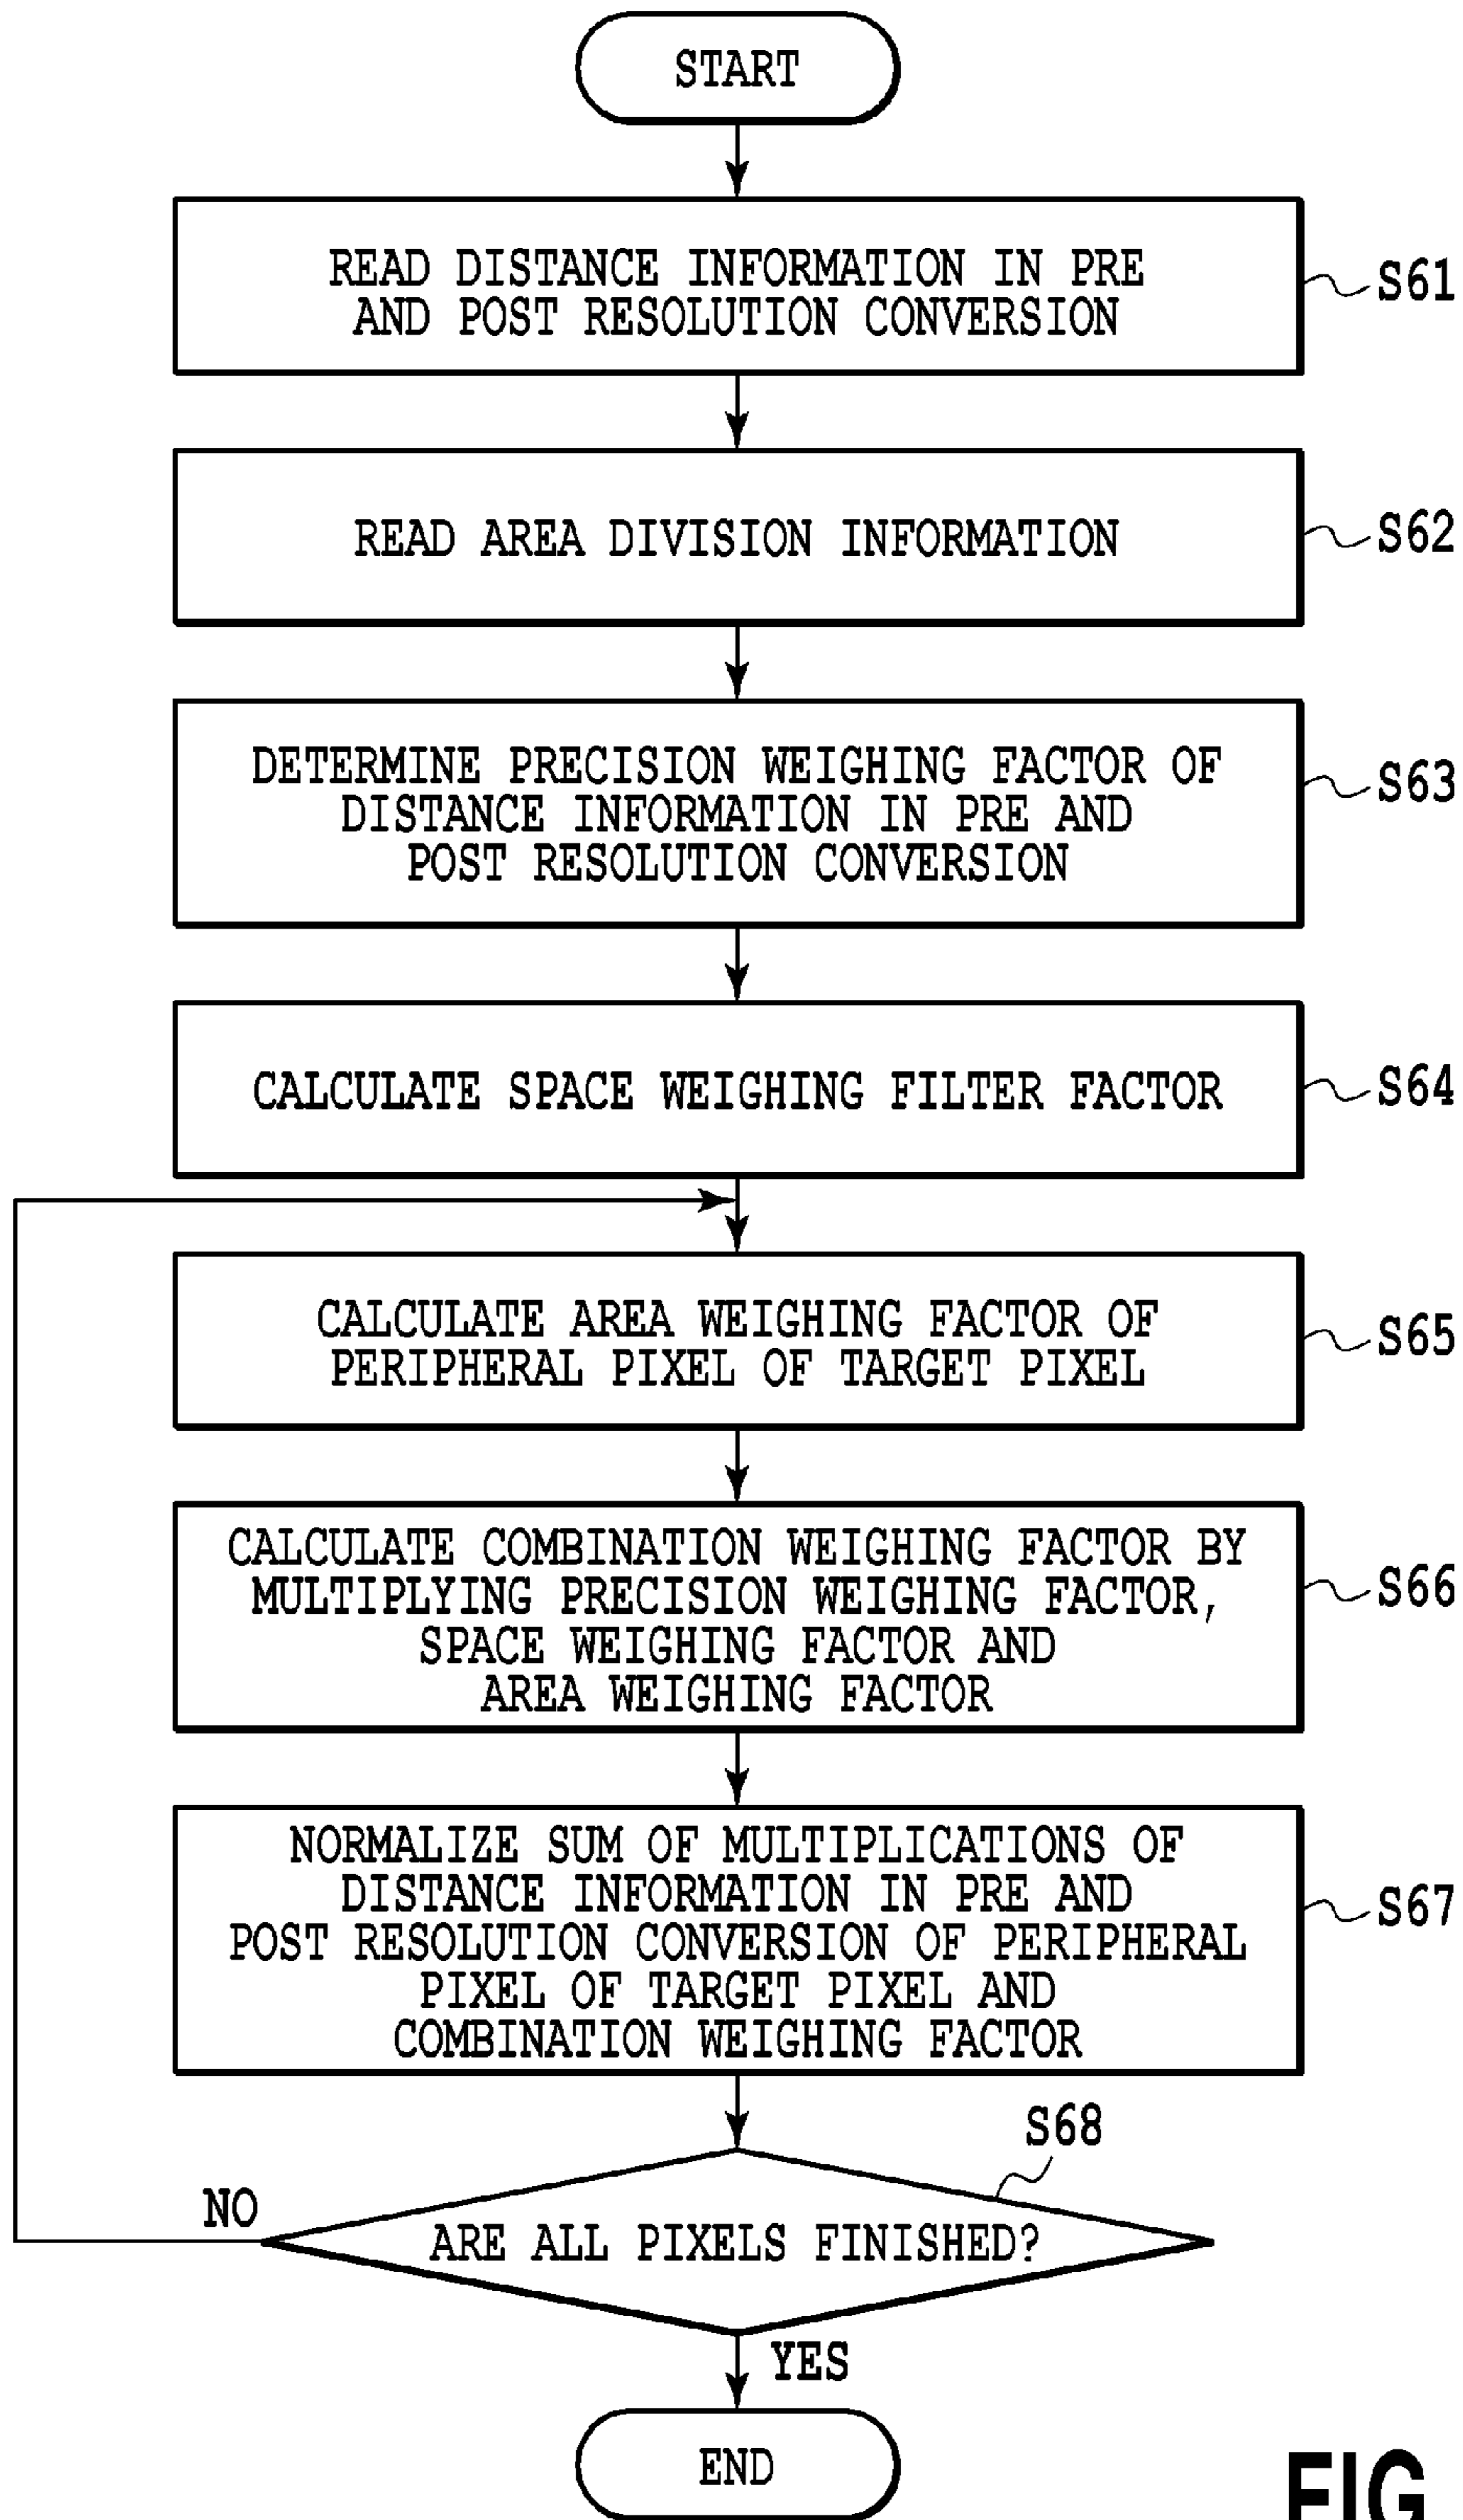 START
READ DISTANCE INFORMATION IN PRE
AND POST RESOLUTION CONVERSION
S61
READ AREA DIVISION INFORMATION
S62
DETERMINE PRECISION WEIGHING FACTOR OF
DISTANCE INFORMATION IN PRE AND
POST RESOLUTION CONVERSION
S63
CALCULATE SPACE WEIGHING FILTER FACTOR
S64
CALCULATE AREA WEIGHING FACTOR OF
PERIPHERAL PIXEL OF TARGET PIXEL
S65
CALCULATE COMBINATION WEIGHING FACTOR BY
MULTIPLYING PRECISION WEIGHING FACTOR,
SPACE WEIGHING FACTOR AND
AREA WEIGHING FACTOR
S66
NORMALIZE SUM OF MULTIPLICATIONS OF
DISTANCE INFORMATION IN PRE AND
POST RESOLUTION CONVERSION OF PERIPHERAL
PIXEL OF TARGET PIXEL AND
COMBINATION WEIGHING FACTOR
S67
S68
NO
ARE ALL PIXELS FINISHED?
YES
END
FIG